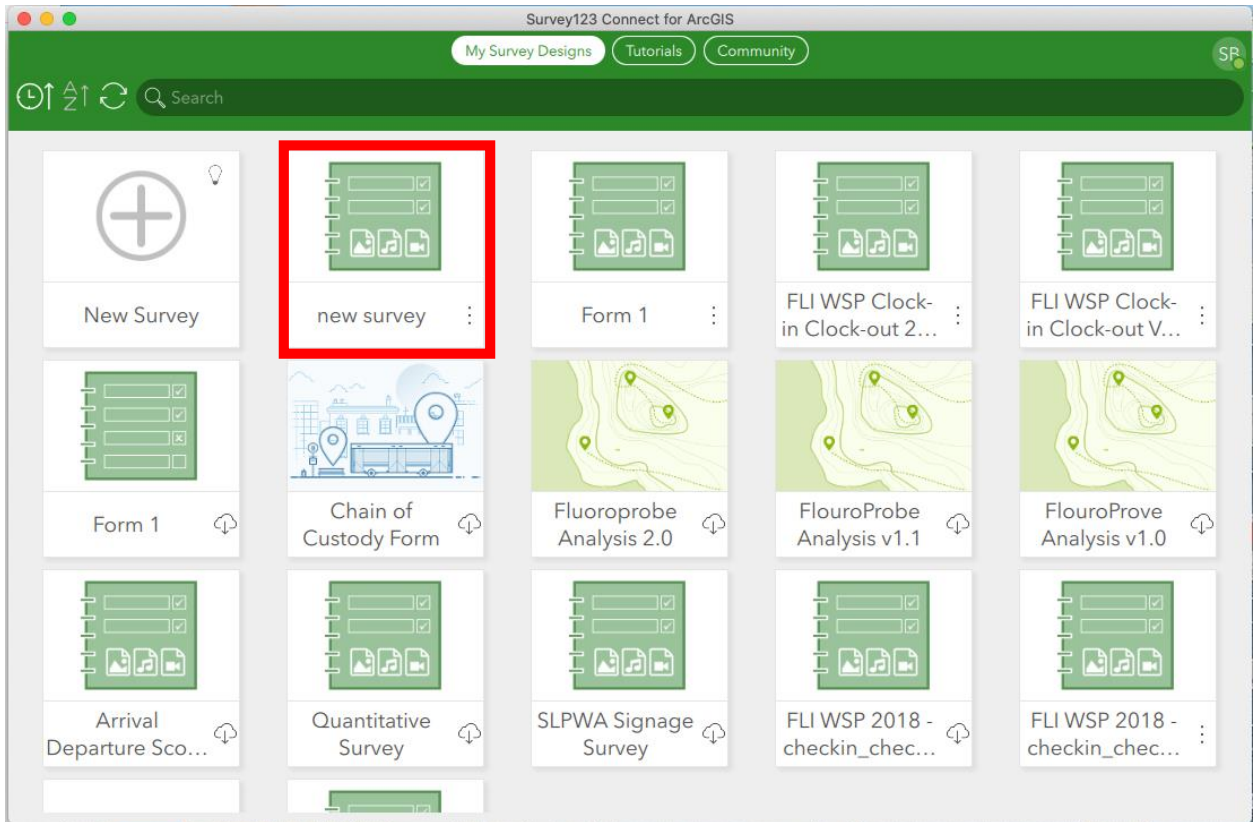 Survey123 Connect for ArcGIS
My Survey Designs
Tutorials
Community
SP
Search
New Survey
new survey
Form 1
FLI WSP Clock-
in Clock-out 2...
FLI WSP Clock-
in Clock-out V...
Form 1
Chain of
Custody Form
Fluoroprobe
Analysis 2.0
FlouroProbe
Analysis v1.1
FlouroProve
Analysis v1.0
Arrival
Departure Sco...
Quantitative
Survey
SLPWA Signage
Survey
FLI WSP 2018 -
checkin_chec...
FLI WSP 2018 -
checkin_chec...